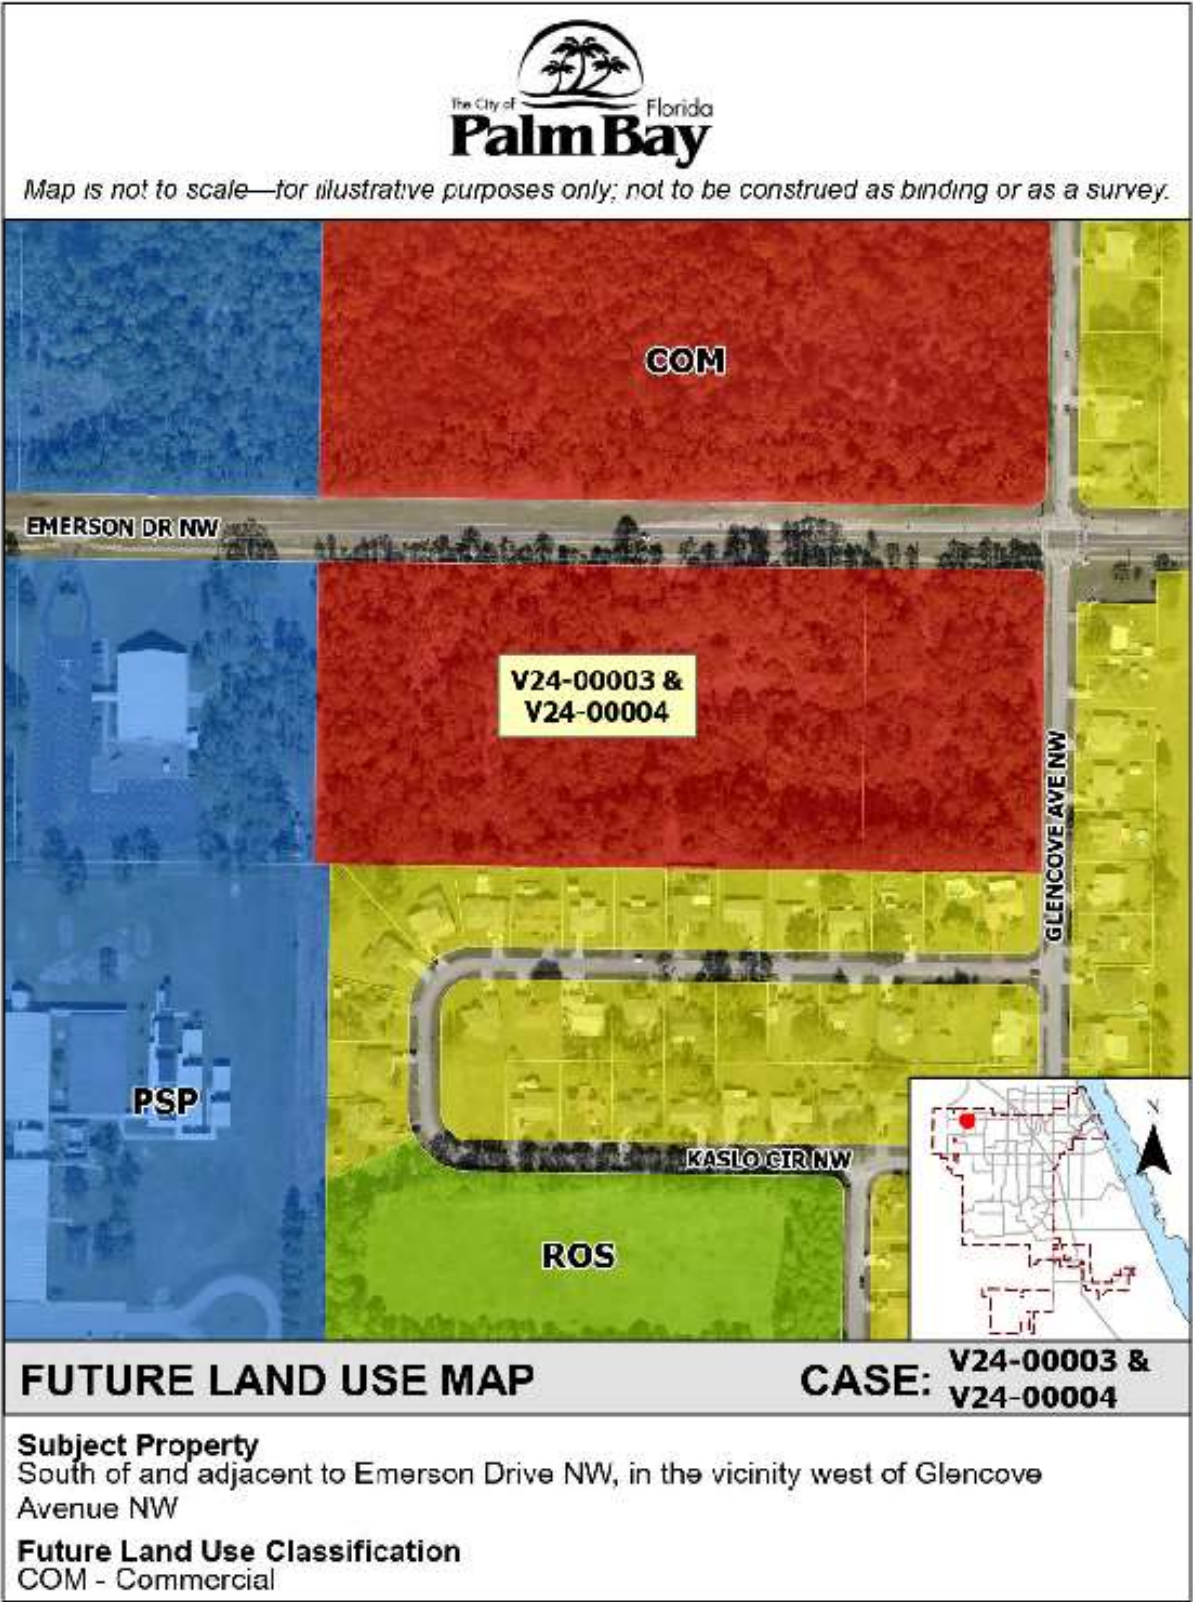 The City of Florida
Palm Bay
Map is not to scale—for illustrative purposes only; not to be construed as binding or as a survey.
COM
EMERSON DR NW
V24-00003 &
V24-00004
GLENCOVE AVE NW
PSP
KASLO CIR NW
N
ROS
FUTURE LAND USE MAP
CASE: V24-00003 &
V24-00004
Subject Property
South of and adjacent to Emerson Drive NW, in the vicinity west of Glencove
Avenue NW
Future Land Use Classification
COM - Commercial